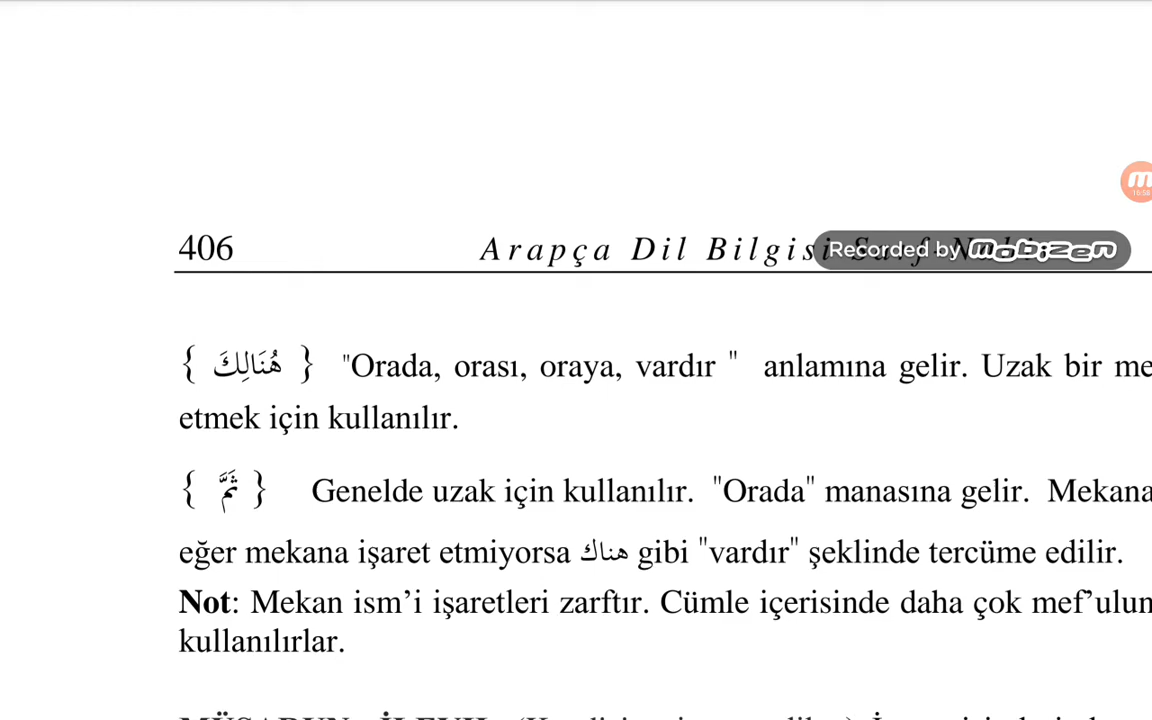 406 Arapça Dil Bilgisi
Recorded by mobizen
{ هُنَالِكَ } "Orada, orası, oraya, vardır " anlamına gelir. Uzak bir me
etmek için kullanılır.
{ ثَمَّ } Genelde uzak için kullanılır. "Orada" manasına gelir. Mekana
eğer mekana işaret etmiyorsa هناك gibi "vardır" şeklinde tercüme edilir.
Not: Mekan ism’i işaretleri zarftır. Cümle içerisinde daha çok mef’ulun
kullanılırlar.